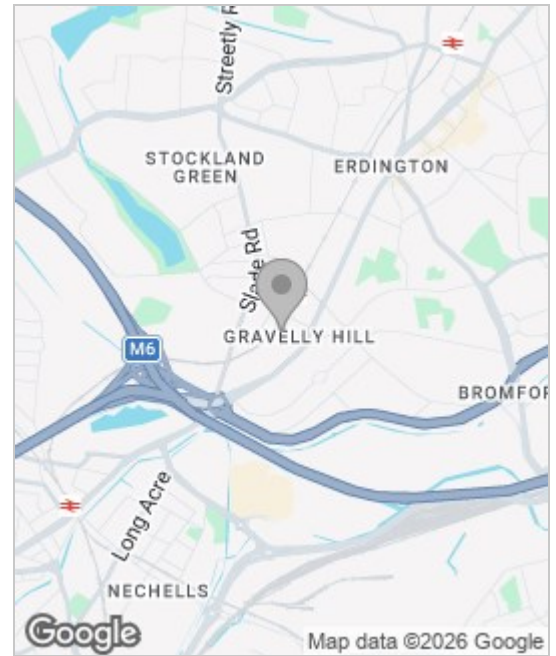 Streetly R
STOCKLAND
GREEN
ERDINGTON
Slade Rd
GRAVELLY HILL
M6
BROMFOR
Long Acre
NECHELLS
Google
Map data ©2026 Google